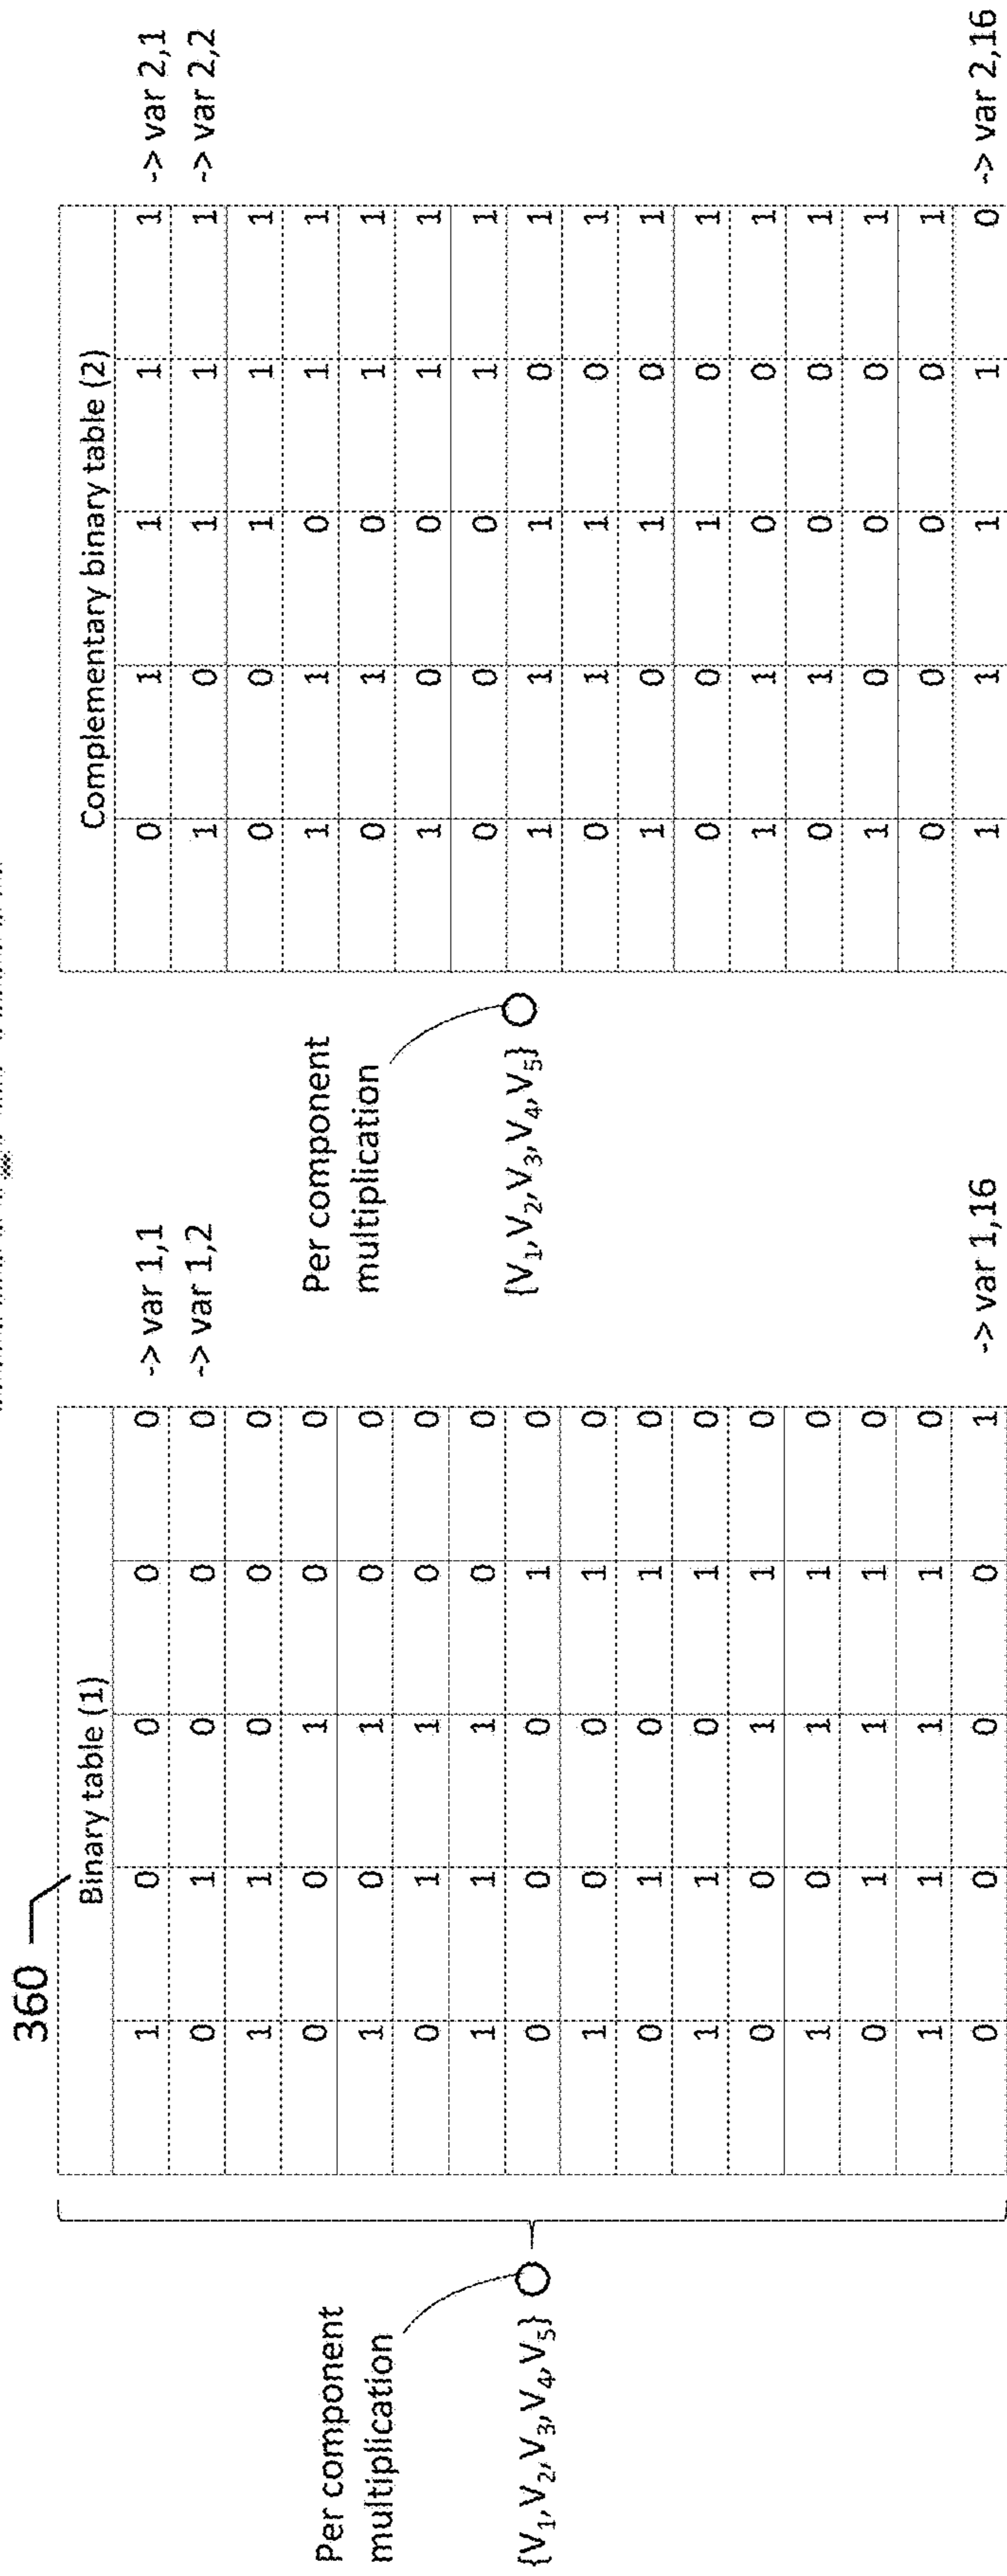 360
Binary table (1)
1 0 0 0 0 -> var 1,1
0 1 0 0 0 -> var 1,2
1 1 0 0 0
0 0 1 0 0
1 0 1 0 0
0 1 1 0 0
1 1 1 0 0
0 0 0 1 0
1 0 0 1 0
0 1 0 1 0
1 1 0 1 0
0 0 1 1 0
1 0 1 1 0
0 1 1 1 0
1 1 1 1 0
0 0 0 0 1 -> var 1,16
Per component
multiplication
{V₁,V₂,V₃,V₄,V₅}
Complementary binary table (2)
0 1 1 1 1 -> var 2,1
1 0 1 1 1 -> var 2,2
0 0 1 1 1
1 1 0 1 1
0 1 0 1 1
1 0 0 1 1
0 0 0 1 1
1 1 1 0 1
0 1 1 0 1
1 0 1 0 1
0 0 1 0 1
1 1 0 0 1
0 1 0 0 1
1 0 0 0 1
0 0 0 0 1
1 1 1 1 0 -> var 2,16
Per component
multiplication
{V₁,V₂,V₃,V₄,V₅}